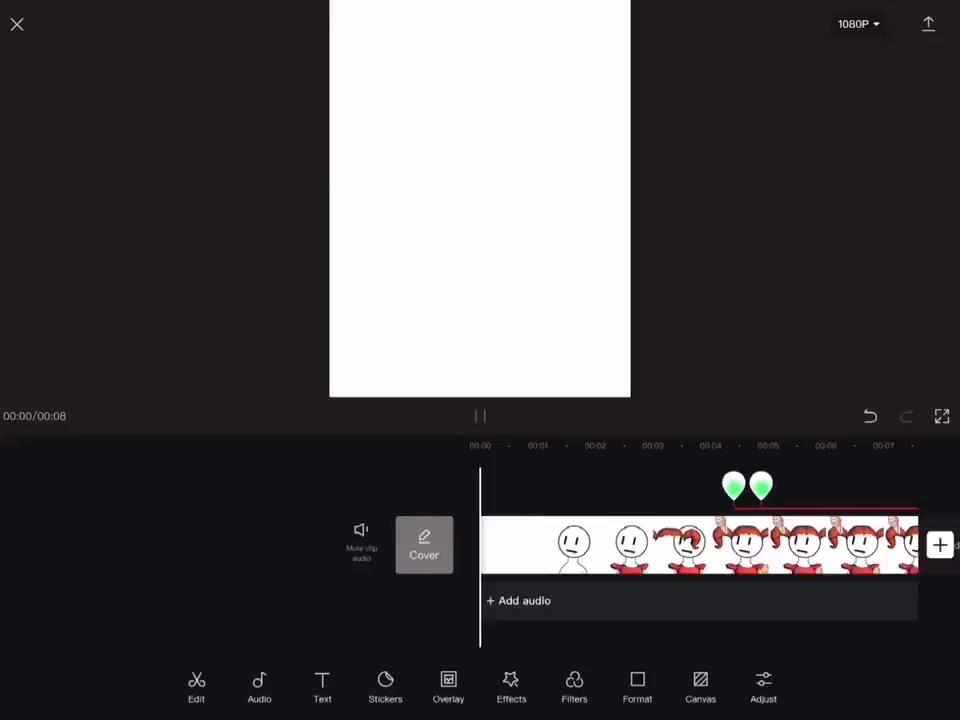 1080P
00:00/00:08
00:00 00:01 00:02 00:03 00:04 00:05 00:06 00:07
Mute clip
audio
Cover
+ Add audio
Edit Audio Text Stickers Overlay Effects Filters Format Canvas Adjust